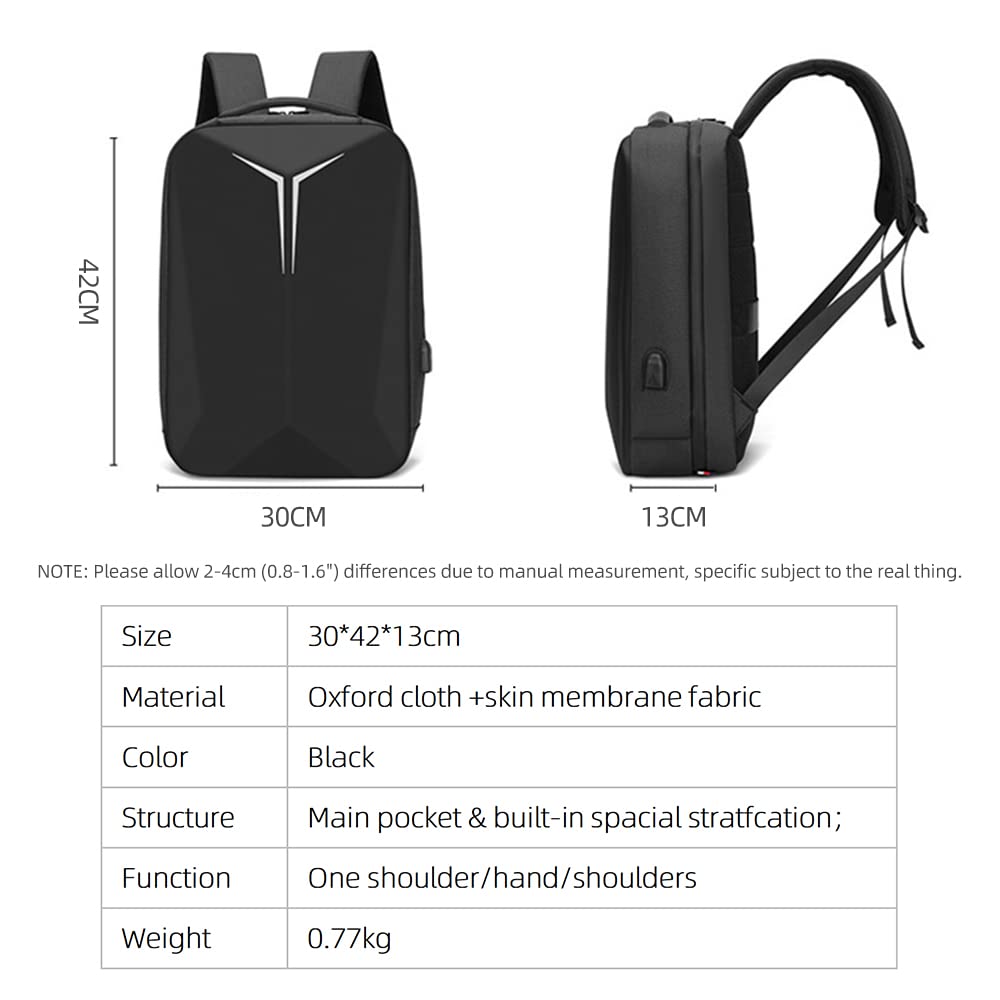 42CM
30CM
13CM
NOTE: Please allow 2-4cm (0.8-1.6") differences due to manual measurement, specific subject to the real thing.
Size 30*42*13cm
Material Oxford cloth +skin membrane fabric
Color Black
Structure Main pocket & built-in spacial stratfcation;
Function One shoulder/hand/shoulders
Weight 0.77kg